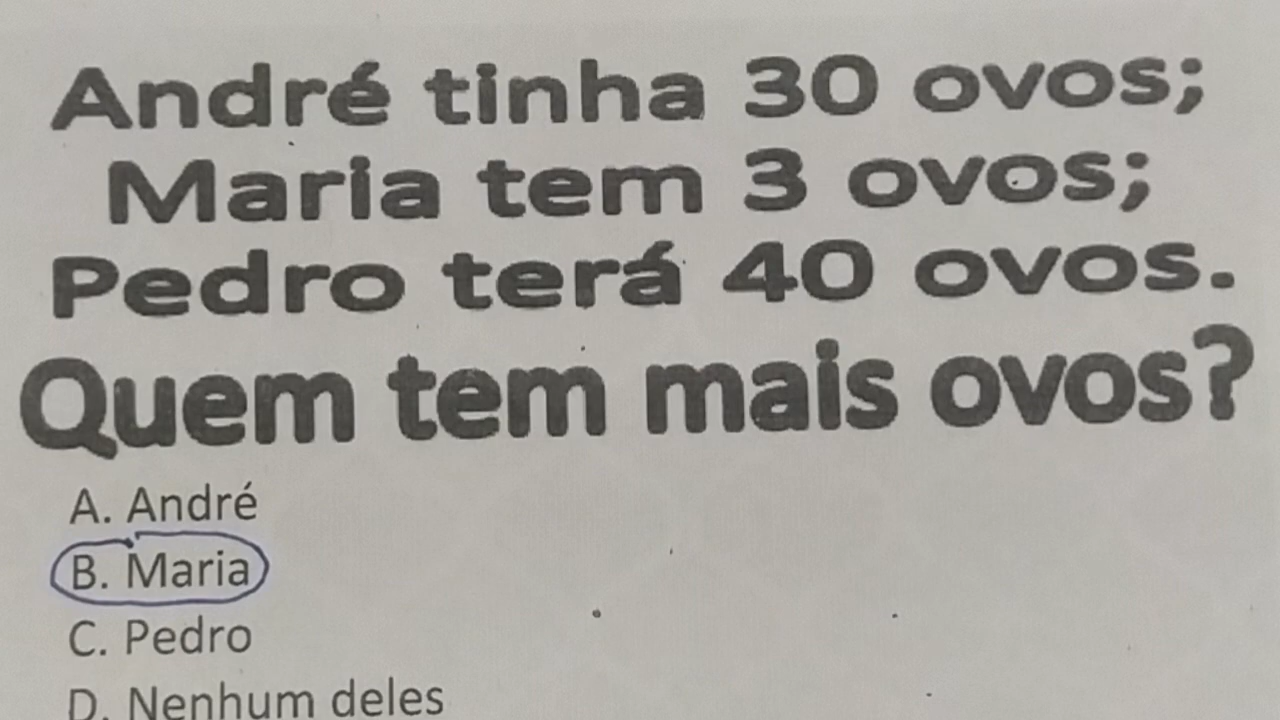 André tinha 30 ovos;
Maria tem 3 ovos;
Pedro terá 40 ovos.
Quem tem mais ovos?
A. André
B. Maria
C. Pedro
D. Nenhum deles